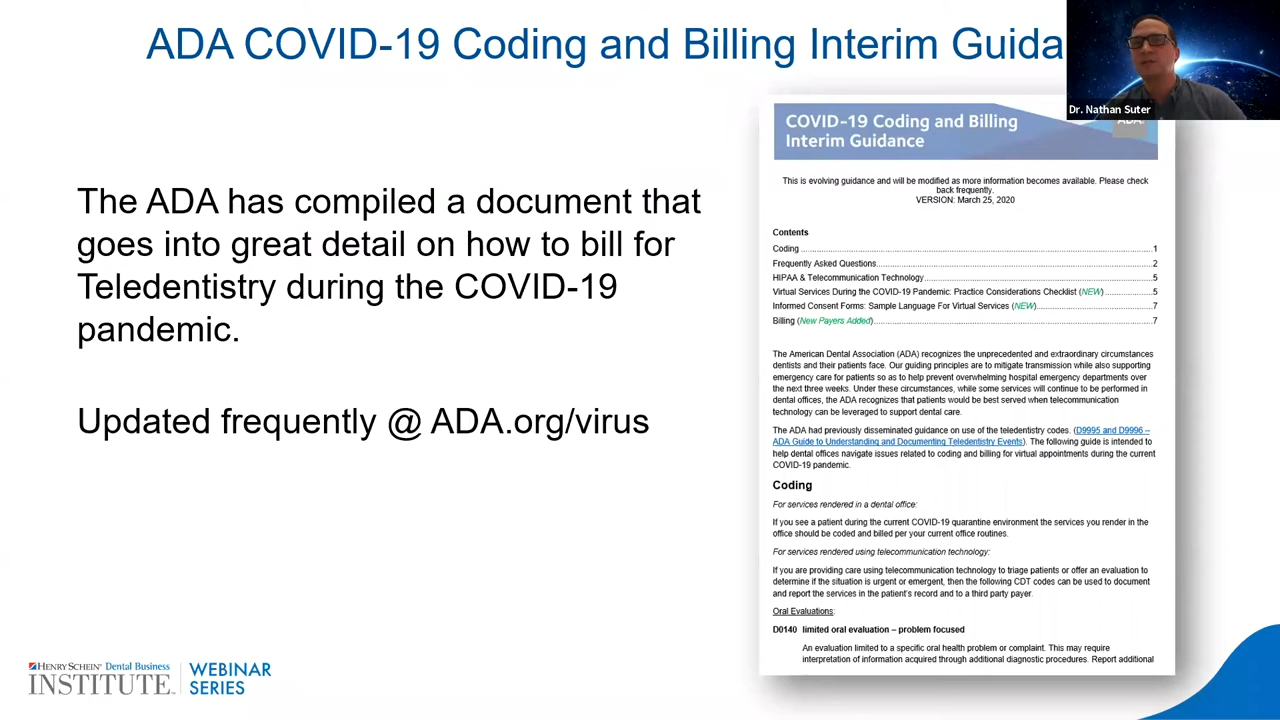 ADA COVID-19 Coding and Billing Interim Guida
Dr. Nathan Suter
The ADA has compiled a document that
goes into great detail on how to bill for
Teledentistry during the COVID-19
pandemic.
Updated frequently @ ADA.org/virus
COVID-19 Coding and Billing
Interim Guidance
ADA
This is evolving guidance and will be modified as more information becomes available. Please check
back frequently.
VERSION: March 25, 2020
Contents
Coding 1
Frequently Asked Questions 2
HIPAA & Telecommunication Technology 5
Virtual Services During the COVID-19 Pandemic: Practice Considerations Checklist (NEW) 5
Informed Consent Forms: Sample Language For Virtual Services (NEW) 7
Billing (New Payers Added) 7
The American Dental Association (ADA) recognizes the unprecedented and extraordinary circumstances
dentists and their patients face. Our guiding principles are to mitigate transmission while also supporting
emergency care for patients so as to help prevent overwhelming hospital emergency departments over
the next three weeks. Under these circumstances, while some services will continue to be performed in
dental offices, the ADA recognizes that patients would be best served when telecommunication
technology can be leveraged to support dental care.
The ADA had previously disseminated guidance on use of the teledentistry codes. (D9995 and D9996 –
ADA Guide to Understanding and Documenting Teledentistry Events). The following guide is intended to
help dental offices navigate issues related to coding and billing for virtual appointments during the current
COVID-19 pandemic.
Coding
For services rendered in a dental office:
If you see a patient during the current COVID-19 quarantine environment the services you render in the
office should be coded and billed per your current office routines.
For services rendered using telecommunication technology:
If you are providing care using telecommunication technology to triage patients or offer an evaluation to
determine if the situation is urgent or emergent, then the following CDT codes can be used to document
and report the services in the patient's record and to a third party payer.
Oral Evaluations:
D0140 limited oral evaluation – problem focused
An evaluation limited to a specific oral health problem or complaint. This may require
interpretation of information acquired through additional diagnostic procedures. Report additional
HENRY SCHEIN® Dental Business
INSTITUTE™
WEBINAR
SERIES